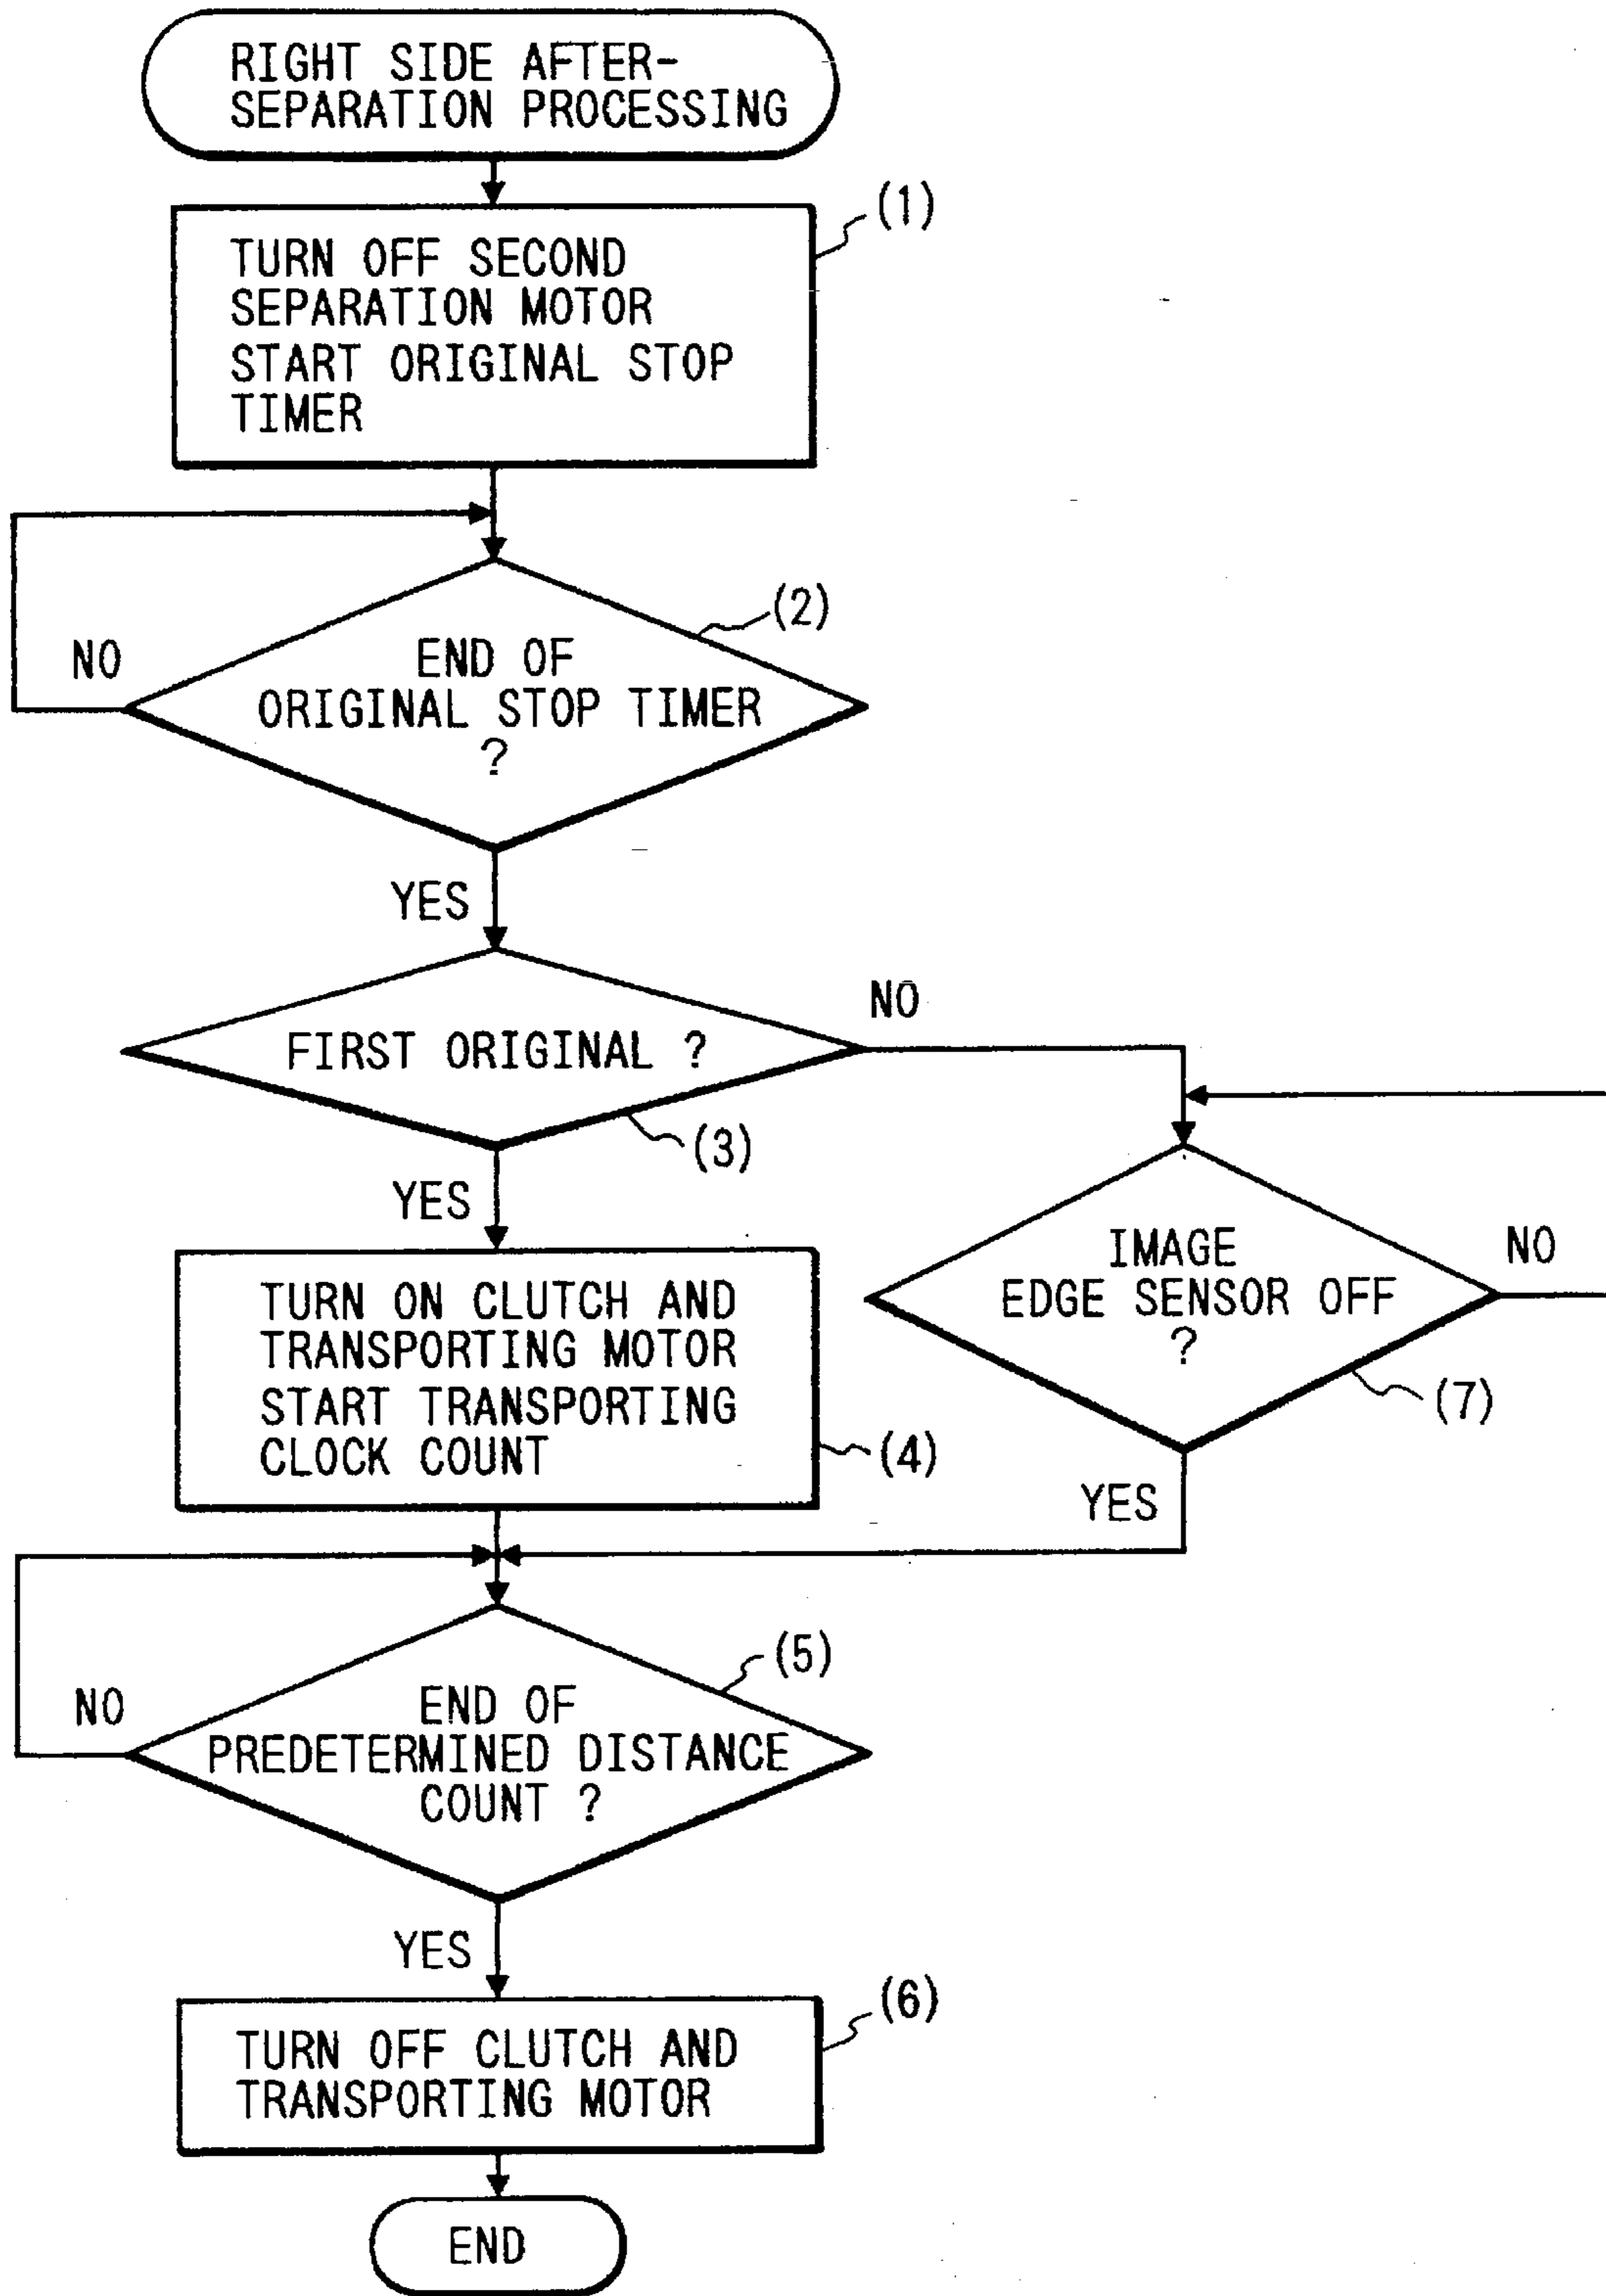 RIGHT SIDE AFTER-
SEPARATION PROCESSING
(1)
TURN OFF SECOND
SEPARATION MOTOR
START ORIGINAL STOP
TIMER
(2)
NO
END OF
ORIGINAL STOP TIMER
?
YES
NO
FIRST ORIGINAL ?
(3)
YES
TURN ON CLUTCH AND
TRANSPORTING MOTOR
START TRANSPORTING
CLOCK COUNT
(4)
IMAGE
EDGE SENSOR OFF
?
NO
(7)
YES
(5)
NO
END OF
PREDETERMINED DISTANCE
COUNT ?
YES
(6)
TURN OFF CLUTCH AND
TRANSPORTING MOTOR
END